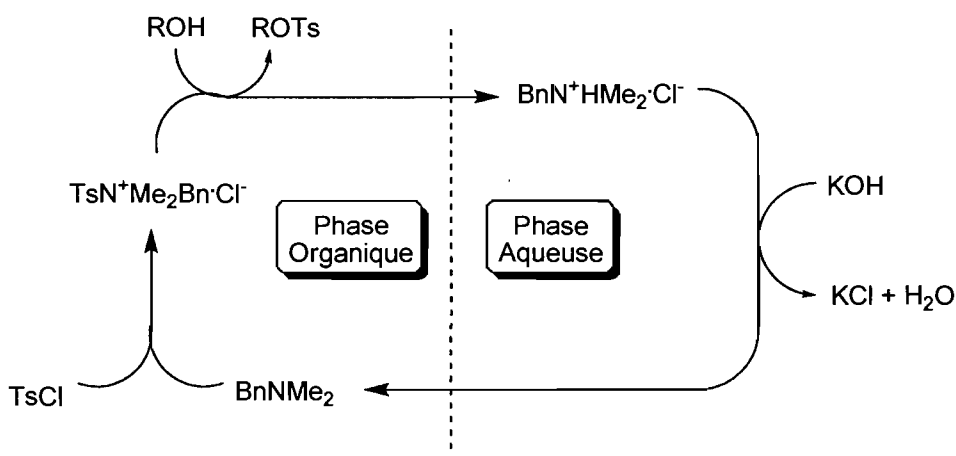 ROH
ROTs
BnN⁺HMe₂·Cl⁻
TsN⁺Me₂Bn·Cl⁻
KOH
Phase
Organique
Phase
Aqueuse
KCl + H₂O
TsCl
BnNMe₂